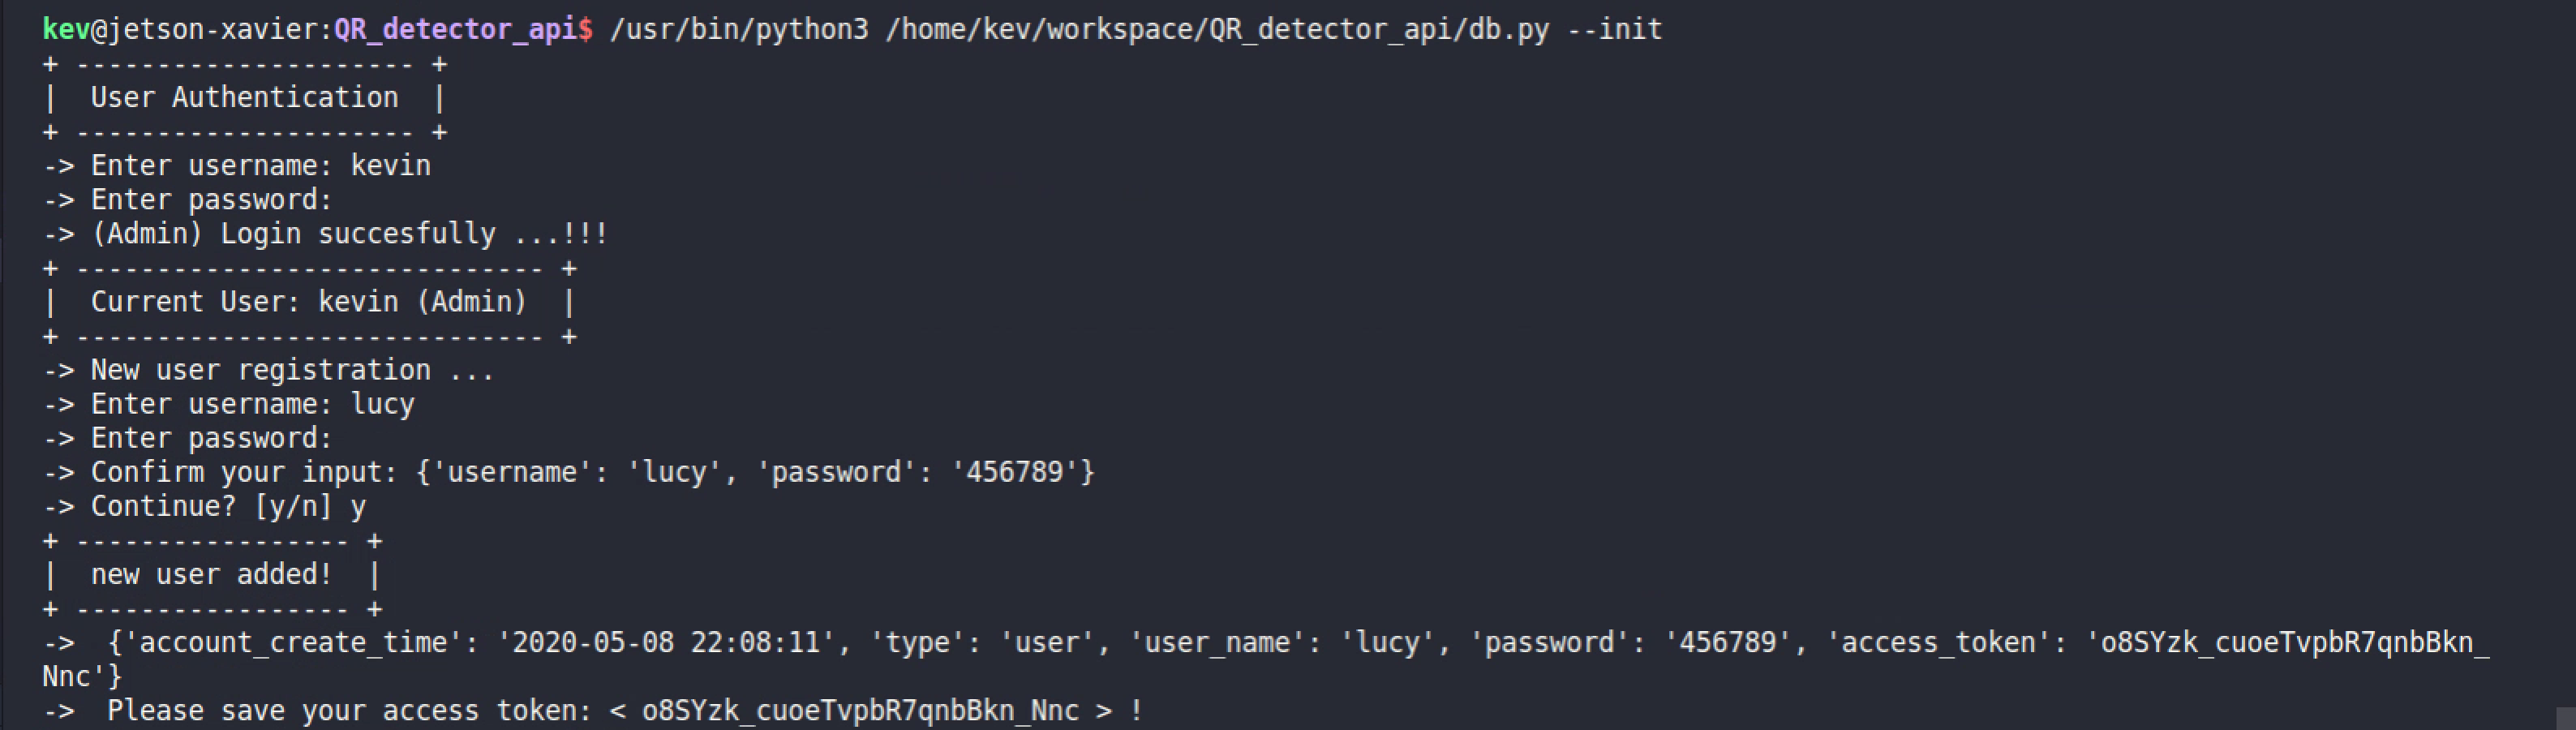 kev@jetson-xavier:QR_detector_api$ /usr/bin/python3 /home/kev/workspace/QR_detector_api/db.py --init
+ --------------------- +
|  User Authentication  |
+ --------------------- +
-> Enter username: kevin
-> Enter password:
-> (Admin) Login succesfully ...!!!
+ ----------------------------- +
|  Current User: kevin (Admin)  |
+ ----------------------------- +
-> New user registration ...
-> Enter username: lucy
-> Enter password:
-> Confirm your input: {'username': 'lucy', 'password': '456789'}
-> Continue? [y/n] y
+ ----------------- +
|  new user added!  |
+ ----------------- +
->  {'account_create_time': '2020-05-08 22:08:11', 'type': 'user', 'user_name': 'lucy', 'password': '456789', 'access_token': 'o8SYzk_cuoeTvpbR7qnbBkn_
Nnc'}
->  Please save your access token: < o8SYzk_cuoeTvpbR7qnbBkn_Nnc > !